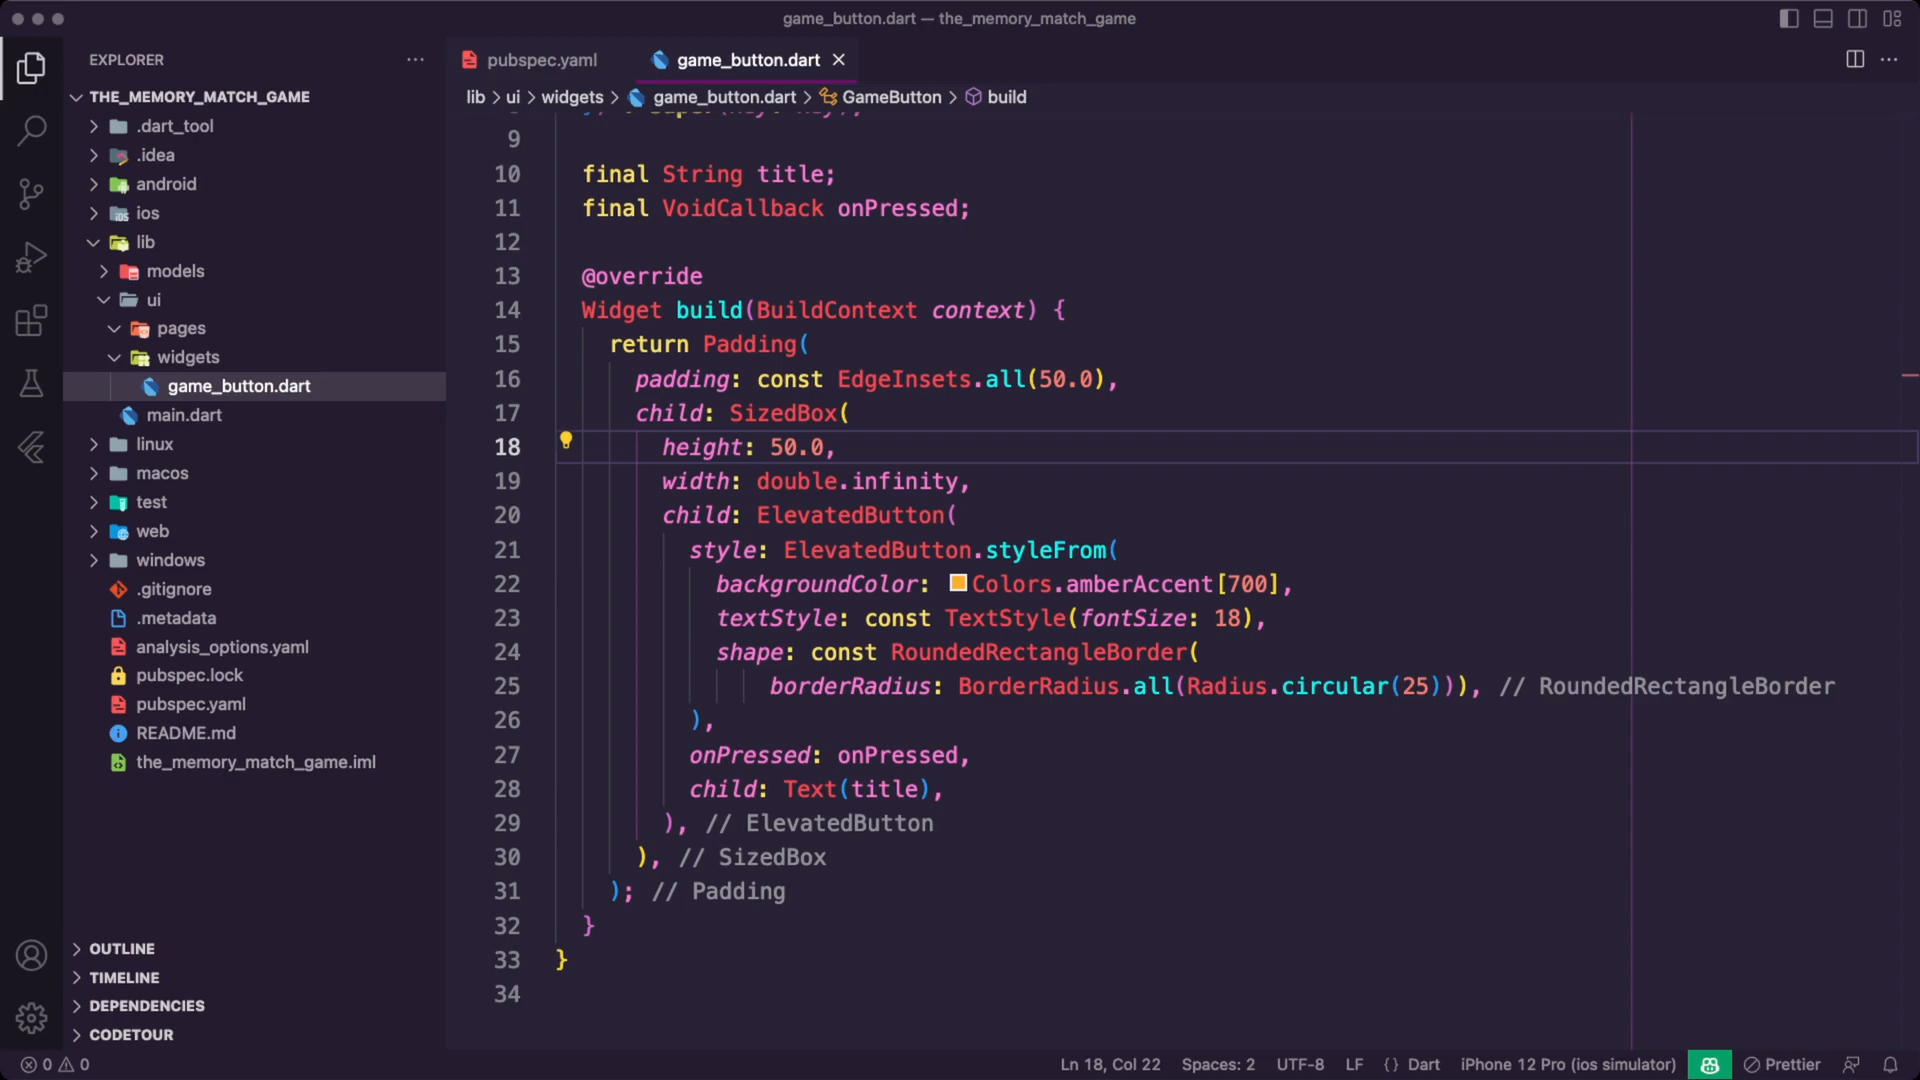 game_button.dart — the_memory_match_game
EXPLORER
THE_MEMORY_MATCH_GAME
.dart_tool
.idea
android
ios
lib
models
ui
pages
widgets
game_button.dart
main.dart
linux
macos
test
web
windows
.gitignore
.metadata
analysis_options.yaml
pubspec.lock
pubspec.yaml
README.md
the_memory_match_game.iml
OUTLINE
TIMELINE
DEPENDENCIES
CODETOUR
pubspec.yaml
game_button.dart
lib > ui > widgets > game_button.dart > GameButton > build
9
10 final String title;
11 final VoidCallback onPressed;
12
13 @override
14 Widget build(BuildContext context) {
15 return Padding(
16 padding: const EdgeInsets.all(50.0),
17 child: SizedBox(
18 height: 50.0,
19 width: double.infinity,
20 child: ElevatedButton(
21 style: ElevatedButton.styleFrom(
22 backgroundColor: Colors.amberAccent[700],
23 textStyle: const TextStyle(fontSize: 18),
24 shape: const RoundedRectangleBorder(
25 borderRadius: BorderRadius.all(Radius.circular(25))), // RoundedRectangleBorder
26 ),
27 onPressed: onPressed,
28 child: Text(title),
29 ), // ElevatedButton
30 ), // SizedBox
31 ); // Padding
32 }
33 }
34
0 0 Ln 18, Col 22 Spaces: 2 UTF-8 LF {} Dart iPhone 12 Pro (ios simulator) Prettier